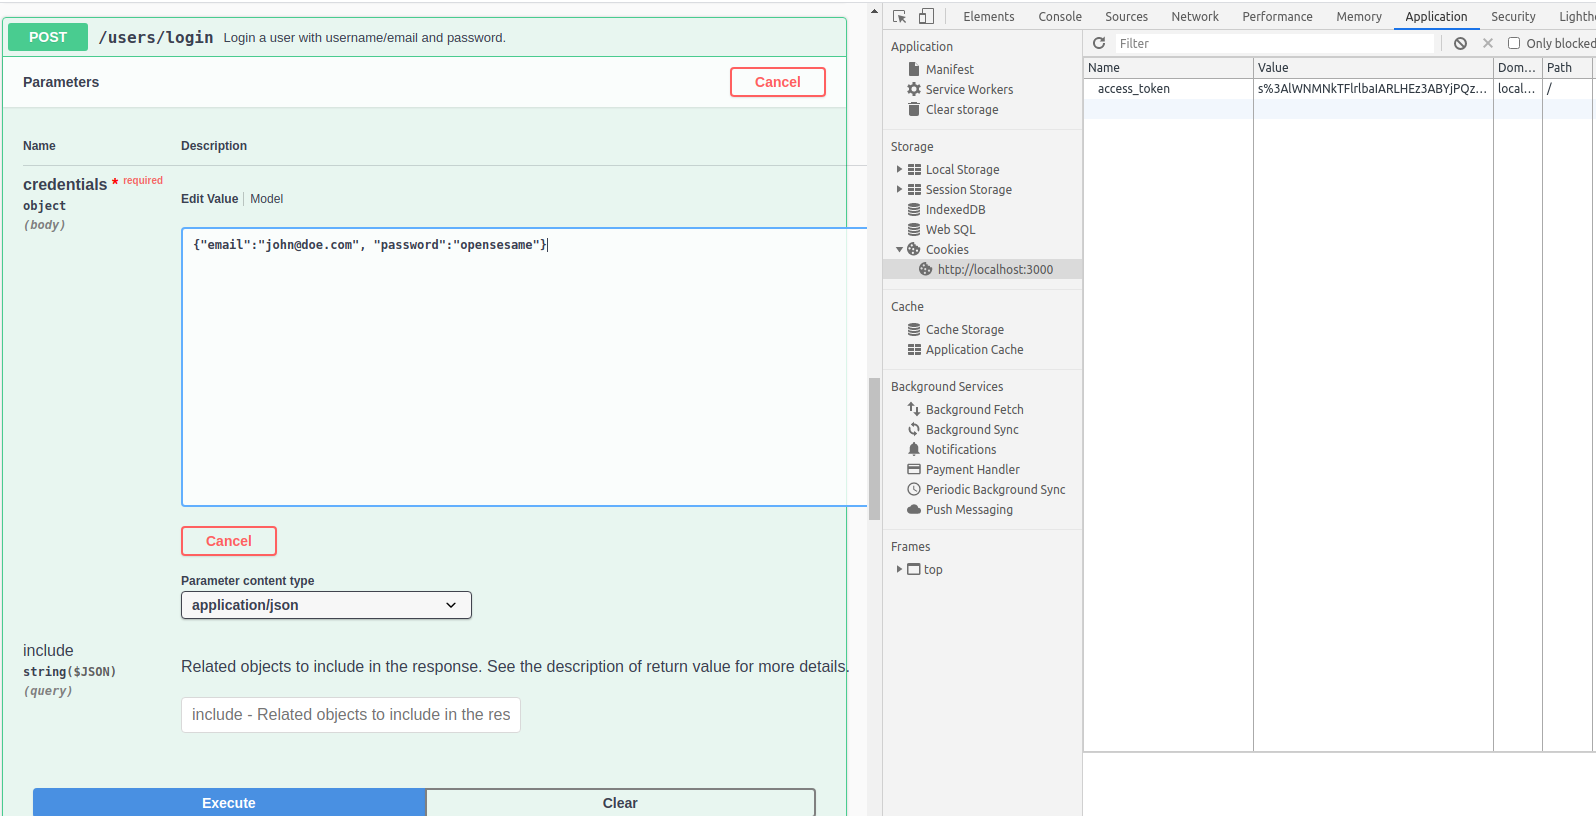 POST /users/login Login a user with username/email and password.
Parameters
Cancel
Name Description
credentials * required
object
(body)
Edit Value Model
{"email":"john@doe.com", "password":"opensesame"}
Cancel
Parameter content type
application/json
include
string($JSON)
(query)
Related objects to include in the response. See the description of return value for more details.
include - Related objects to include in the res
Execute Clear
Elements Console Sources Network Performance Memory Application Security Lighth
Application
Manifest
Service Workers
Clear storage
Storage
Local Storage
Session Storage
IndexedDB
Web SQL
Cookies
http://localhost:3000
Cache
Cache Storage
Application Cache
Background Services
Background Fetch
Background Sync
Notifications
Payment Handler
Periodic Background Sync
Push Messaging
Frames
top
Filter Only blocked
Name Value Dom... Path
access_token s%3AlWNMNkTFlrlbaIARLHEz3ABYjPQz... local... /